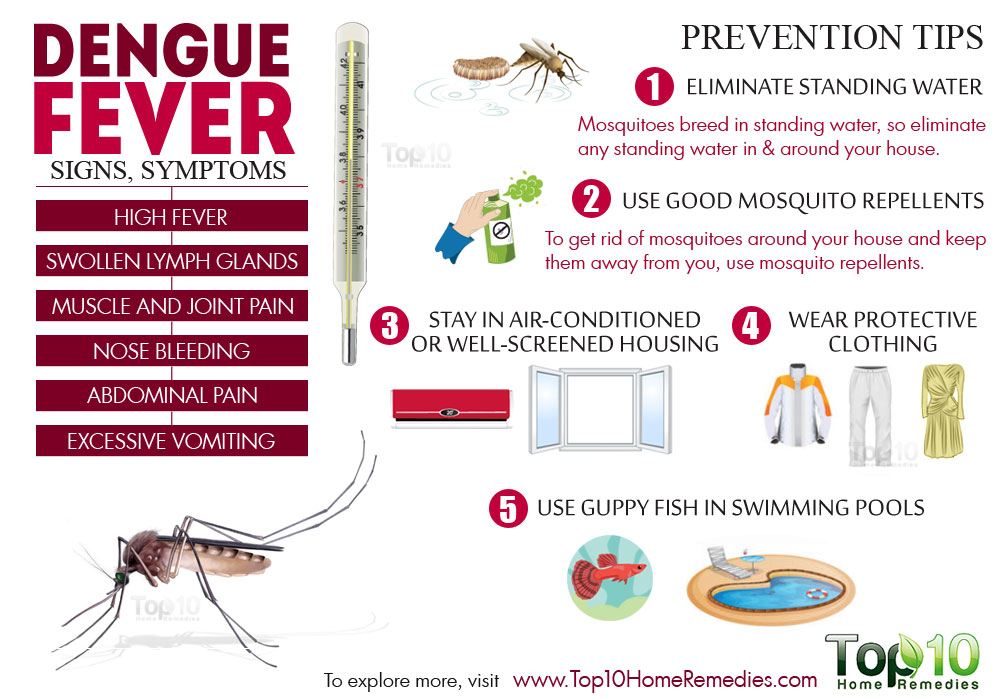 DENGUE
FEVER
SIGNS, SYMPTOMS
HIGH FEVER
SWOLLEN LYMPH GLANDS
MUSCLE AND JOINT PAIN
NOSE BLEEDING
ABDOMINAL PAIN
EXCESSIVE VOMITING
42
41
40
39
38
37
36
35
Top10
Home Remedies
PREVENTION TIPS
1 ELIMINATE STANDING WATER
Mosquitoes breed in standing water, so eliminate
any standing water in & around your house.
2 USE GOOD MOSQUITO REPELLENTS
To get rid of mosquitoes around your house and keep
them away from you, use mosquito repellents.
3 STAY IN AIR-CONDITIONED
OR WELL-SCREENED HOUSING
4 WEAR PROTECTIVE
CLOTHING
Top10
Home Remedies
5 USE GUPPY FISH IN SWIMMING POOLS
Top10
Home Remedies
Top10
Home Remedies
To explore more, visit www.Top10HomeRemedies.com